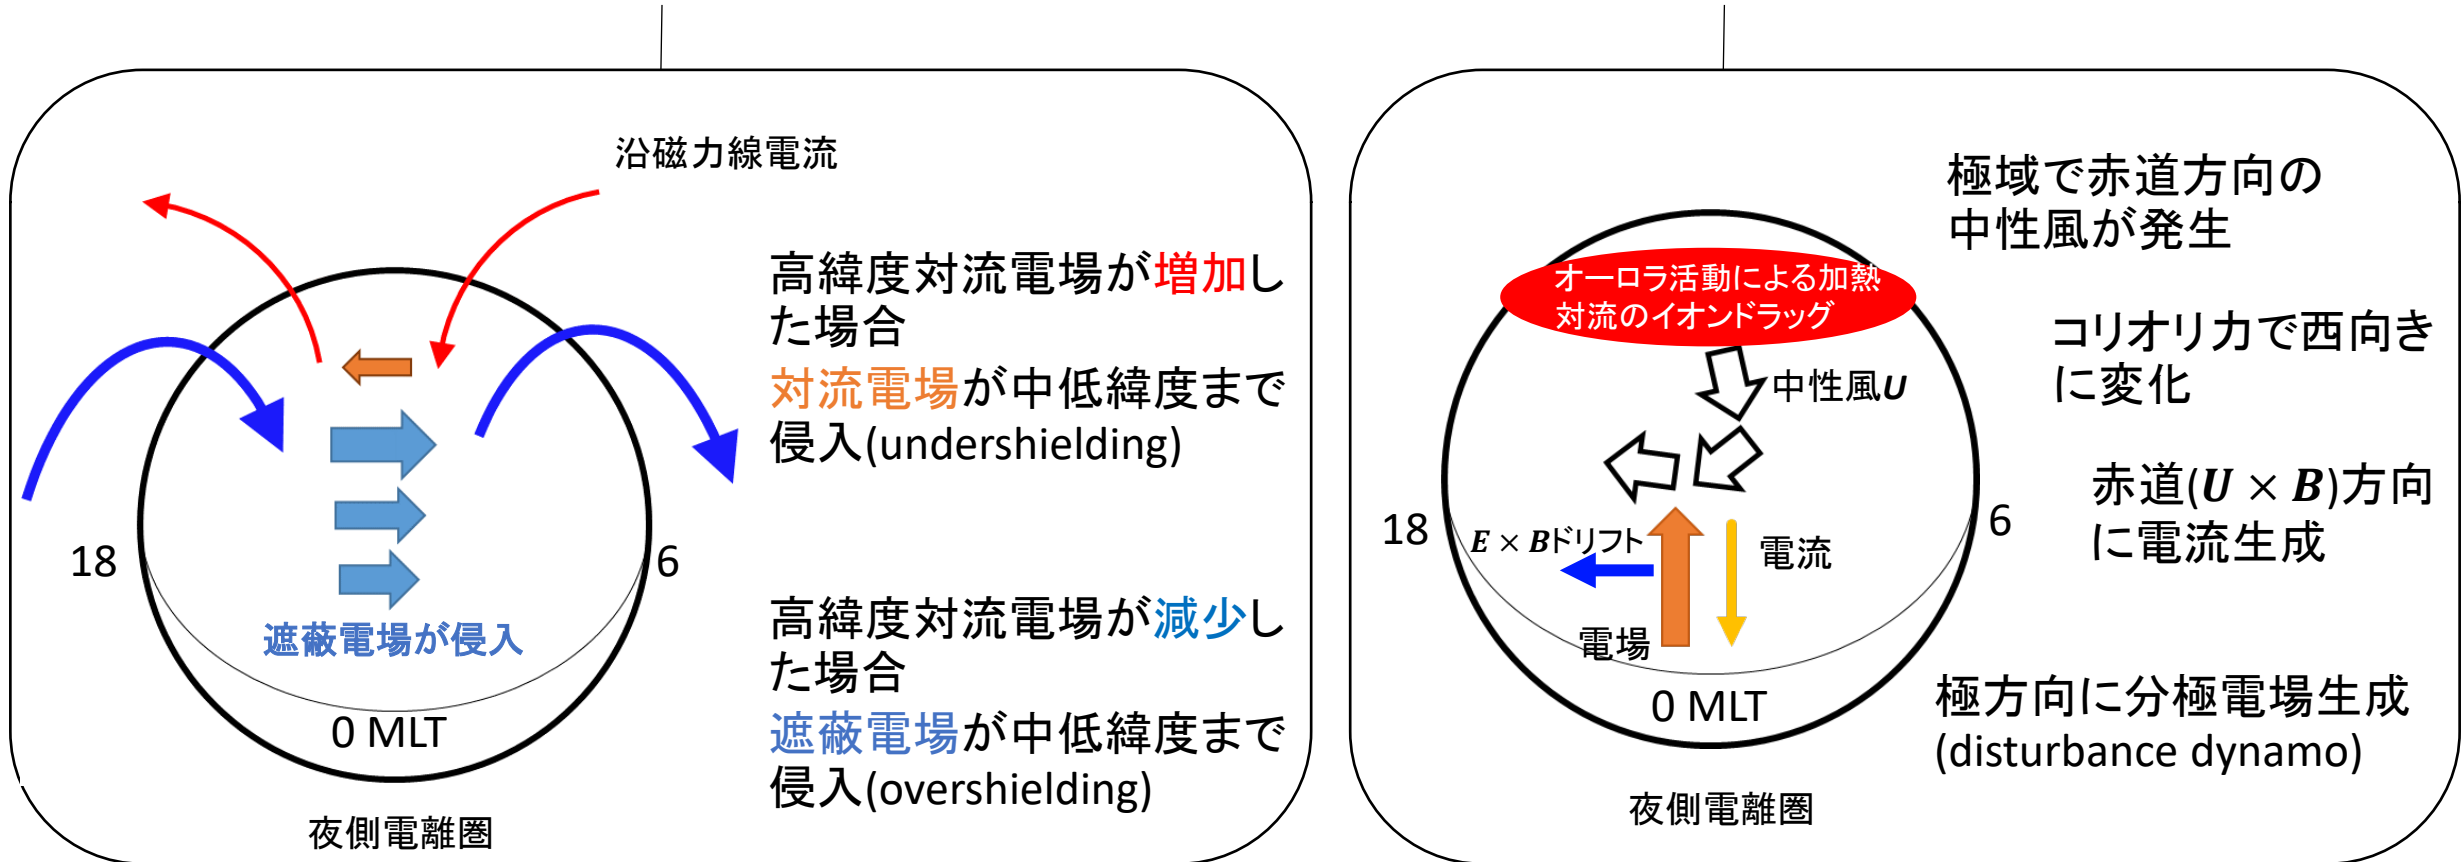 沿磁力線電流
高緯度対流電場が増加し
た場合
対流電場が中低緯度まで
侵入(undershielding)
18
6
遮蔽電場が侵入
0 MLT
高緯度対流電場が減少し
た場合
遮蔽電場が中低緯度まで
侵入(overshielding)
夜側電離圏
極域で赤道方向の
中性風が発生
オーロラ活動による加熱
対流のイオンドラッグ
コリオリ力で西向き
に変化
中性風U
赤道(U × B)方向
に電流生成
18
6
E × Bドリフト
電流
電場
0 MLT
極方向に分極電場生成
(disturbance dynamo)
夜側電離圏